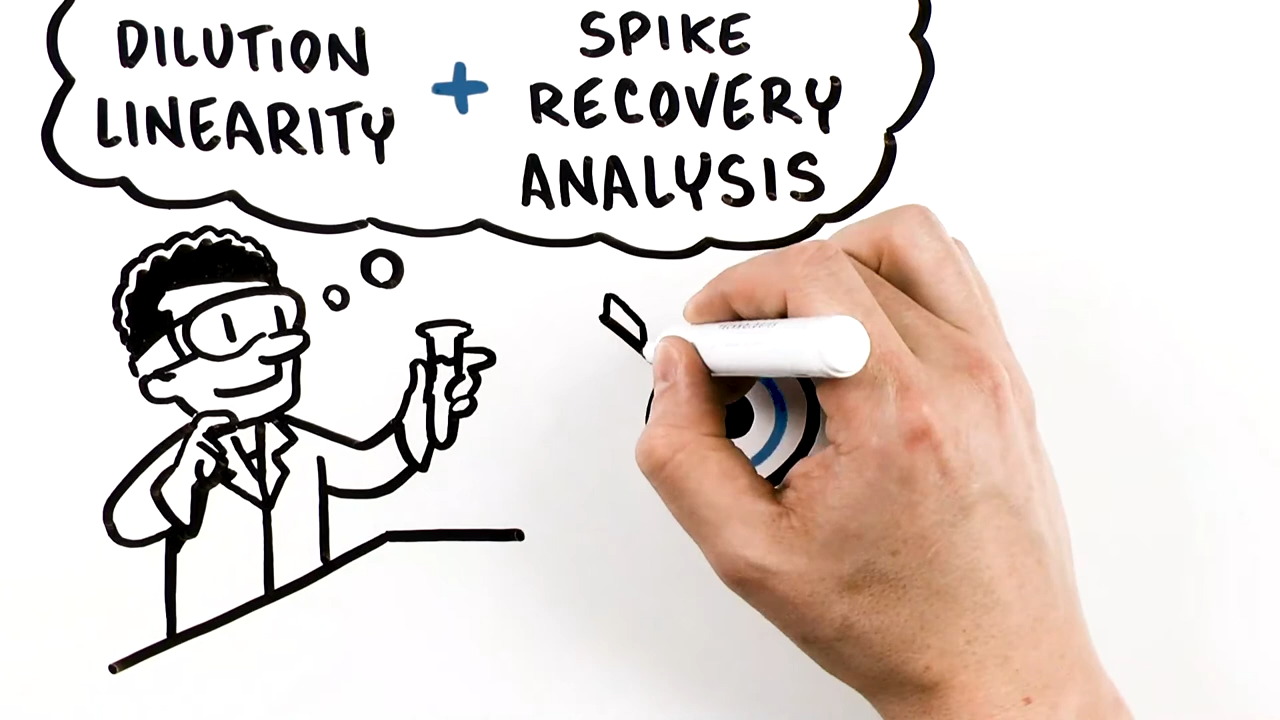 DILUTION
LINEARITY
+
SPIKE
RECOVERY
ANALYSIS